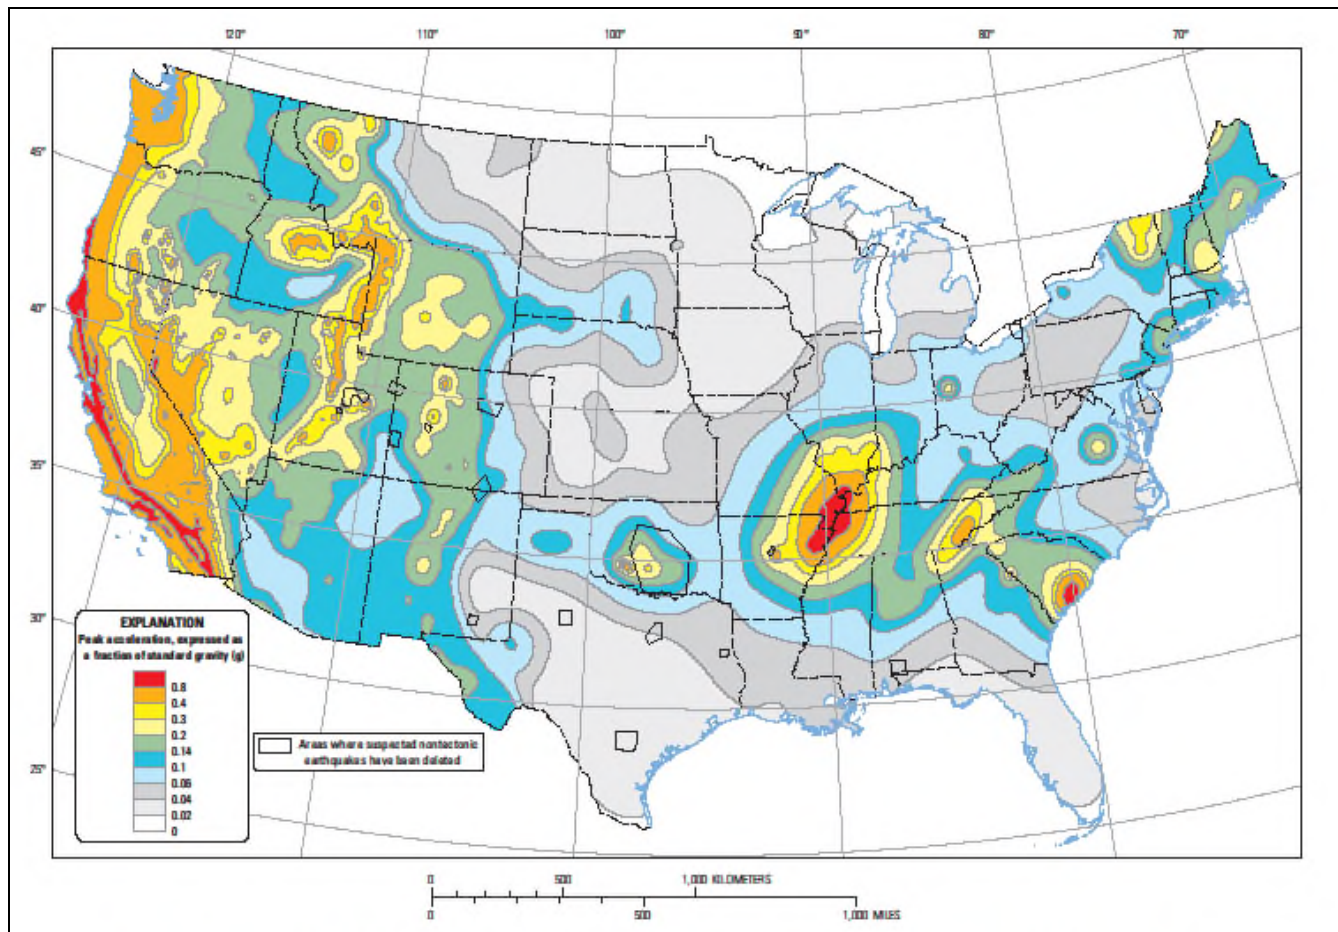 120° 110° 100° 90° 80° 70°
45°
40°
35°
30°
25°
EXPLANATION
Peak acceleration, expressed as
a fraction of standard gravity (g)
0.8
0.4
0.3
0.2
0.14
0.1
0.06
0.04
0.02
0
Areas where suspected nontectonic
earthquakes have been deleted
0 500 1,000 KILOMETERS
0 500 1,000 MILES